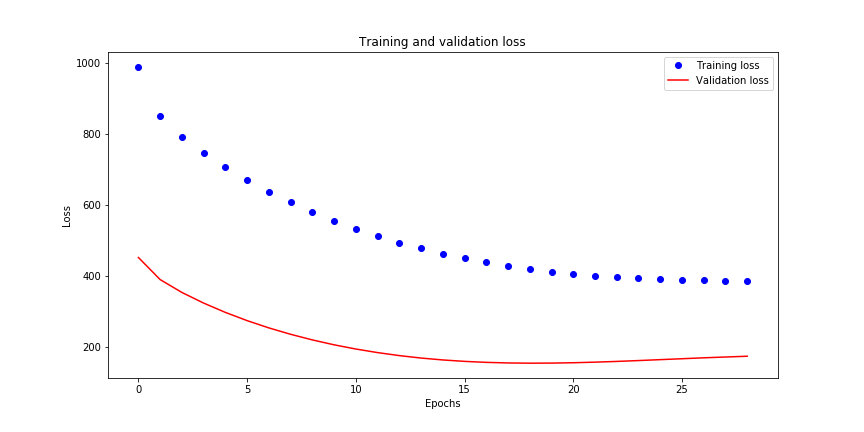 Training and validation loss
Training loss
Validation loss
1000
800
600
400
200
Loss
0
5
10
15
20
25
Epochs